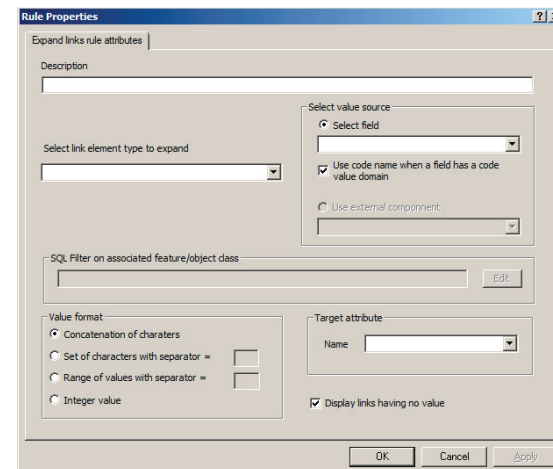 Rule Properties
Expand links rule attributes
Description
Select value source
Select field
Select link element type to expand
Use code name when a field has a code
value domain
Use external componnent
SQL Filter on associated feature/object class
Edit
Value format
Concatenation of charaters
Set of characters with separator =
Range of values with separator =
Integer value
Target attribute
Name
Display links having no value
OK Cancel Apply